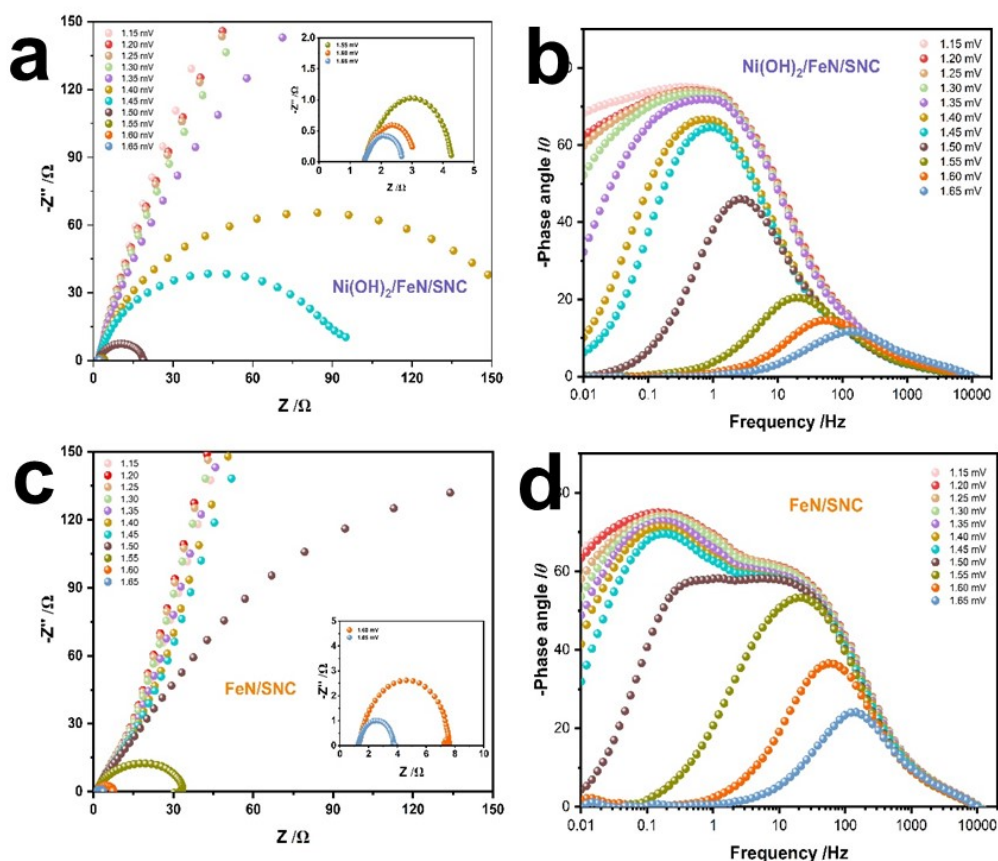 a
150
120
90
60
30
0
-Z'' /Ω
0 30 60 90 120 150
Z /Ω
1.15 mV
1.20 mV
1.25 mV
1.30 mV
1.35 mV
1.40 mV
1.45 mV
1.50 mV
1.55 mV
1.60 mV
1.65 mV
2.0
1.5
1.0
0.5
0.0
-Z'' /Ω
0 1 2 3 4 5
Z /Ω
1.55 mV
1.60 mV
1.65 mV
Ni(OH)₂/FeN/SNC
b
80
60
40
20
0
-Phase angle /θ
0.01 0.1 1 10 100 1000 10000
Frequency /Hz
Ni(OH)₂/FeN/SNC
1.15 mV
1.20 mV
1.25 mV
1.30 mV
1.35 mV
1.40 mV
1.45 mV
1.50 mV
1.55 mV
1.60 mV
1.65 mV
c
150
120
90
60
30
0
-Z'' /Ω
0 30 60 90 120 150
Z /Ω
1.15
1.20
1.25
1.30
1.35
1.40
1.45
1.50
1.55
1.60
1.65
FeN/SNC
5
4
3
2
1
0
-Z'' /Ω
0 2 4 6 8 10
Z /Ω
1.60 mV
1.65 mV
d
80
60
40
20
0
-Phase angle /θ
0.01 0.1 1 10 100 1000 10000
Frequency /Hz
FeN/SNC
1.15 mV
1.20 mV
1.25 mV
1.30 mV
1.35 mV
1.40 mV
1.45 mV
1.50 mV
1.55 mV
1.60 mV
1.65 mV